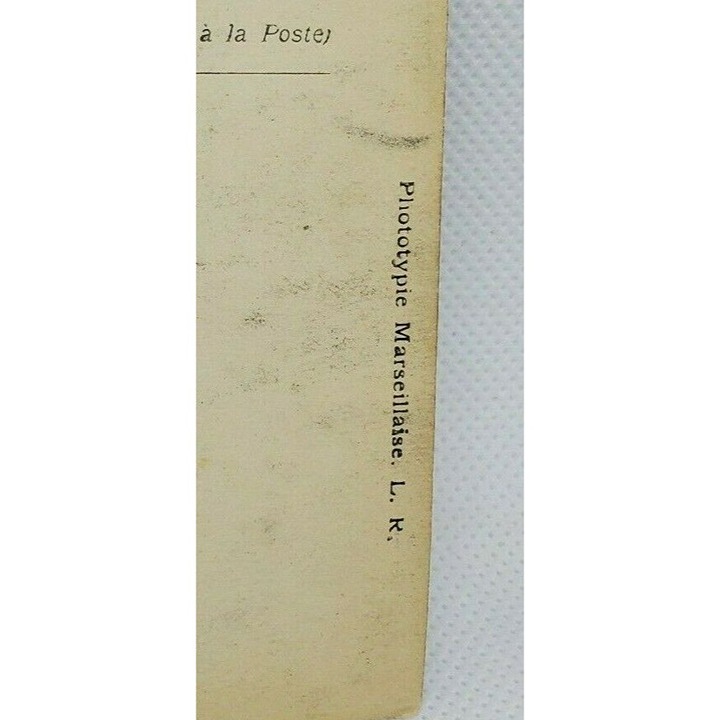 à la Poste)
Phototypie Marseillaise. L. K.